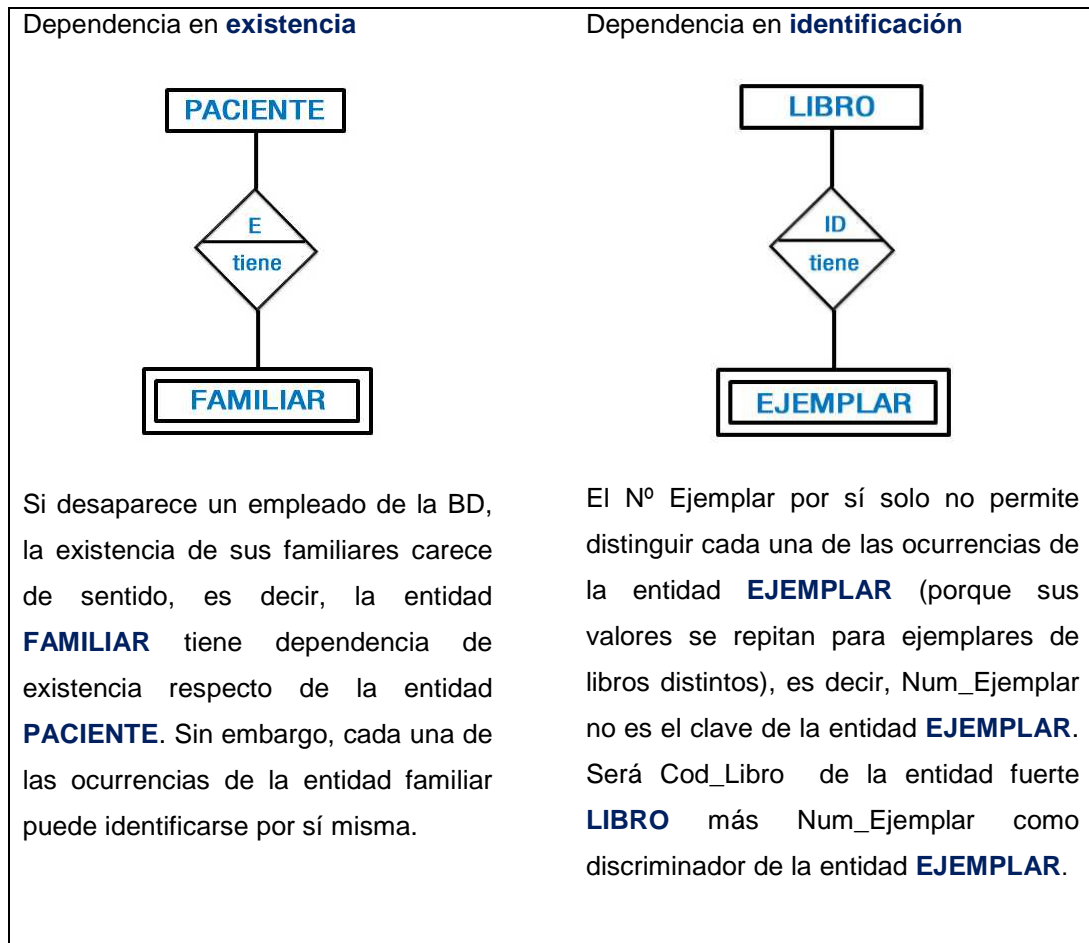 Dependencia en existencia
PACIENTE
E
tiene
FAMILIAR
Si desaparece un empleado de la BD,
la existencia de sus familiares carece
de sentido, es decir, la entidad
FAMILIAR tiene dependencia de
existencia respecto de la entidad
PACIENTE. Sin embargo, cada una de
las ocurrencias de la entidad familiar
puede identificarse por sí misma.
Dependencia en identificación
LIBRO
ID
tiene
EJEMPLAR
El Nº Ejemplar por sí solo no permite
distinguir cada una de las ocurrencias de
la entidad EJEMPLAR (porque sus
valores se repitan para ejemplares de
libros distintos), es decir, Num_Ejemplar
no es el clave de la entidad EJEMPLAR.
Será Cod_Libro de la entidad fuerte
LIBRO más Num_Ejemplar como
discriminador de la entidad EJEMPLAR.